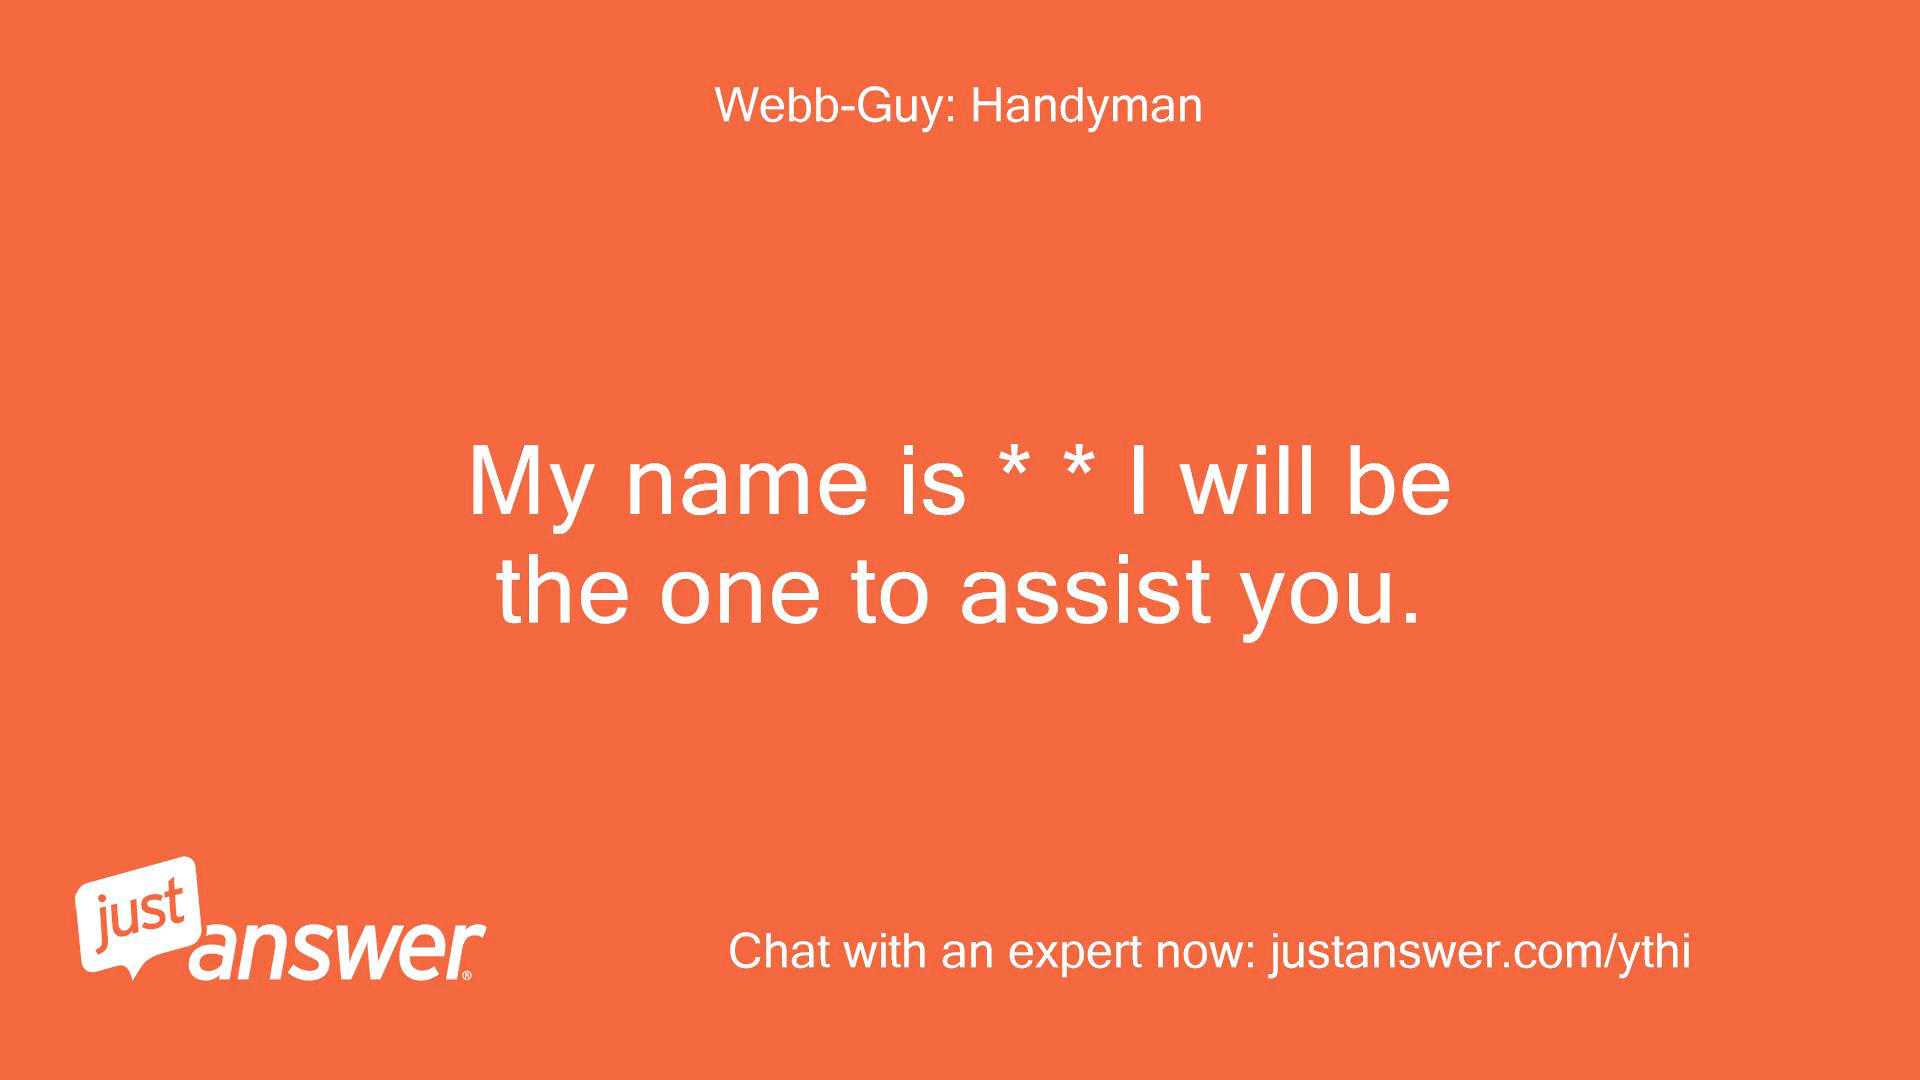 Webb-Guy: Handyman
My name is * * I will be
the one to assist you.
just
answer®
Chat with an expert now: justanswer.com/ythi